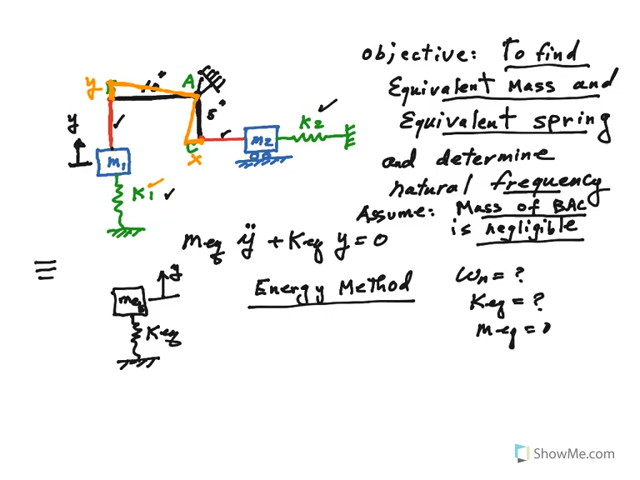 objective: To find
Equivalent Mass and
Equivalent spring
and determine
natural frequency
Assume: Mass of BAC
is negligible
y
A
5"
y
C
x
m1
K1
m2
K2
meq ÿ + Keq y = 0
Energy Method
≡
y
meq
Keq
ωn = ?
Keq = ?
meq =
ShowMe.com